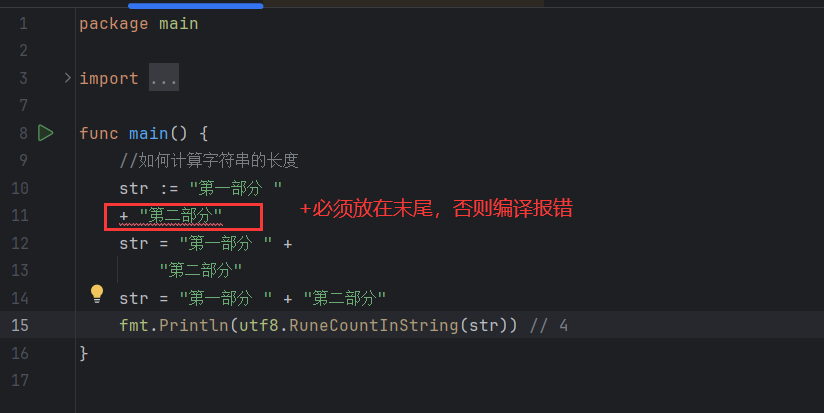 1 package main
2
3 import ...
7
8 func main() {
9 //如何计算字符串的长度
10 str := "第一部分 "
11 + "第二部分" +必须放在末尾，否则编译报错
12 str = "第一部分 " +
13 "第二部分"
14 str = "第一部分 " + "第二部分"
15 fmt.Println(utf8.RuneCountInString(str)) // 4
16 }
17